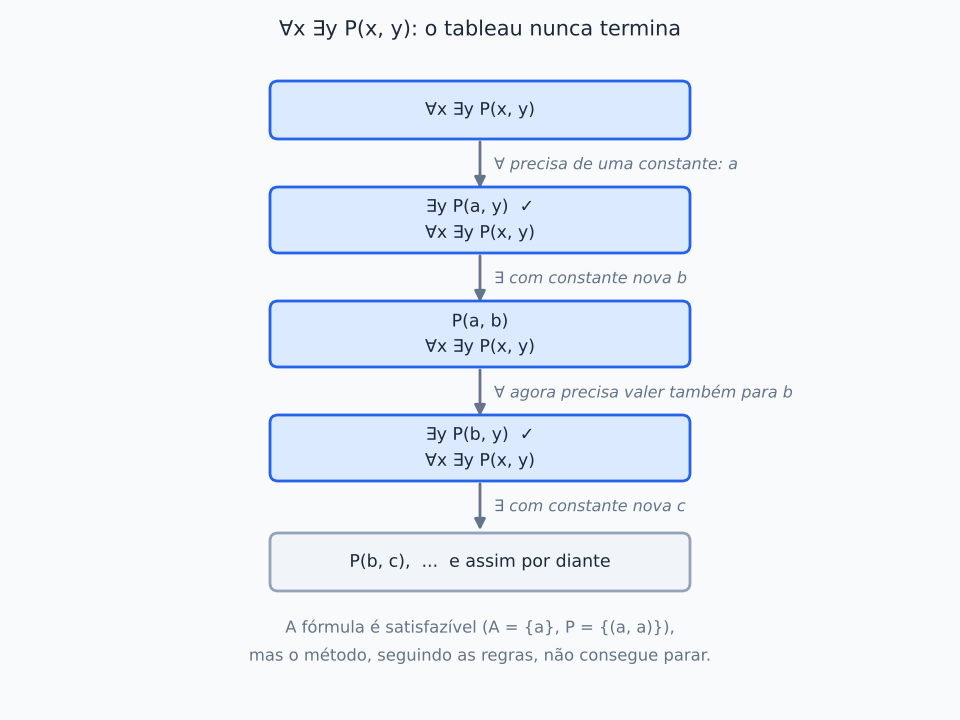 ∀x ∃y P(x, y): o tableau nunca termina
∀x ∃y P(x, y)
∀ precisa de uma constante: a
∃y P(a, y) ✓
∀x ∃y P(x, y)
∃ com constante nova b
P(a, b)
∀x ∃y P(x, y)
∀ agora precisa valer também para b
∃y P(b, y) ✓
∀x ∃y P(x, y)
∃ com constante nova c
P(b, c), ... e assim por diante
A fórmula é satisfazível (A = {a}, P = {(a, a)}),
mas o método, seguindo as regras, não consegue parar.